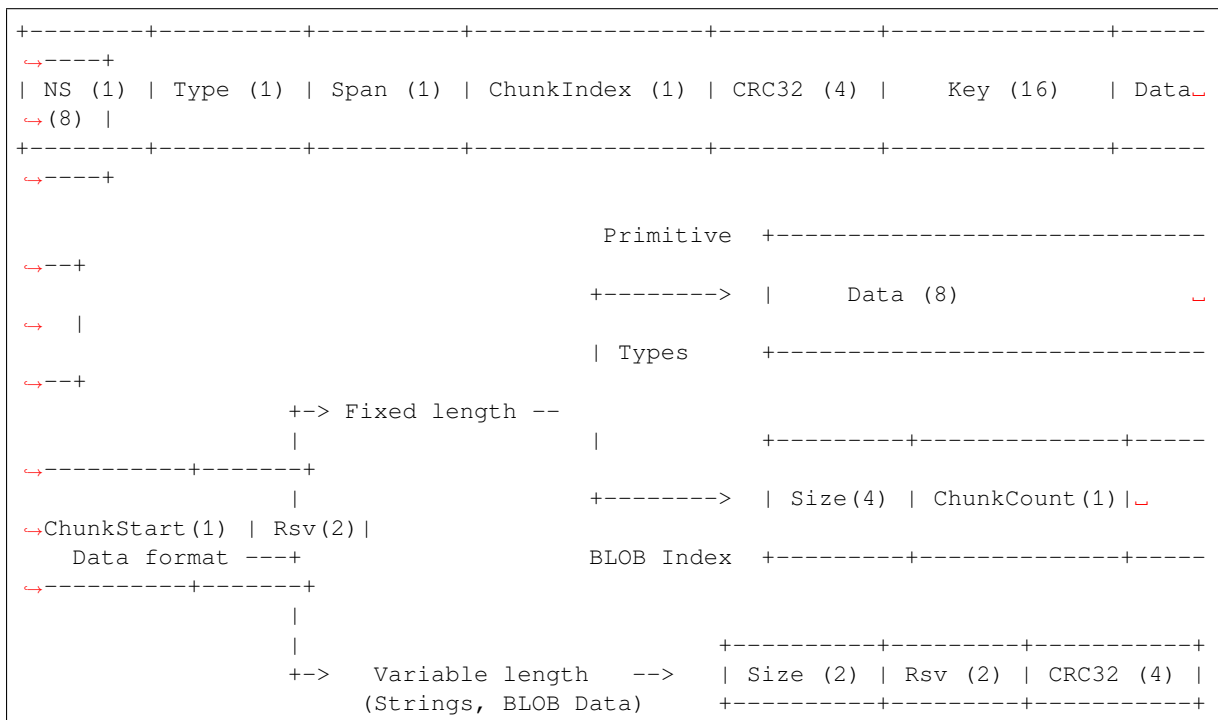 +--------+----------+----------+---------------+-----------+---------------+------
↪----+
| NS (1) | Type (1) | Span (1) | ChunkIndex (1) | CRC32 (4) |    Key (16)   | Data␣
↪(8) |
+--------+----------+----------+---------------+-----------+---------------+------
↪----+
Primitive  +------------------------------
↪--+
+-------->  |     Data (8)                ␣
↪  |
| Types     +------------------------------
↪--+
+-> Fixed length --
|                    |           +---------+--------------+-----
↪----------+-------+
|                    +-------->  | Size(4) | ChunkCount(1)|␣
↪ChunkStart(1) | Rsv(2)|
Data format ---+                    BLOB Index  +---------+--------------+-----
↪----------+-------+
|
|                             +----------+---------+-----------+
+->   Variable length   -->   | Size (2) | Rsv (2) | CRC32 (4) |
(Strings, BLOB Data)     +----------+---------+-----------+